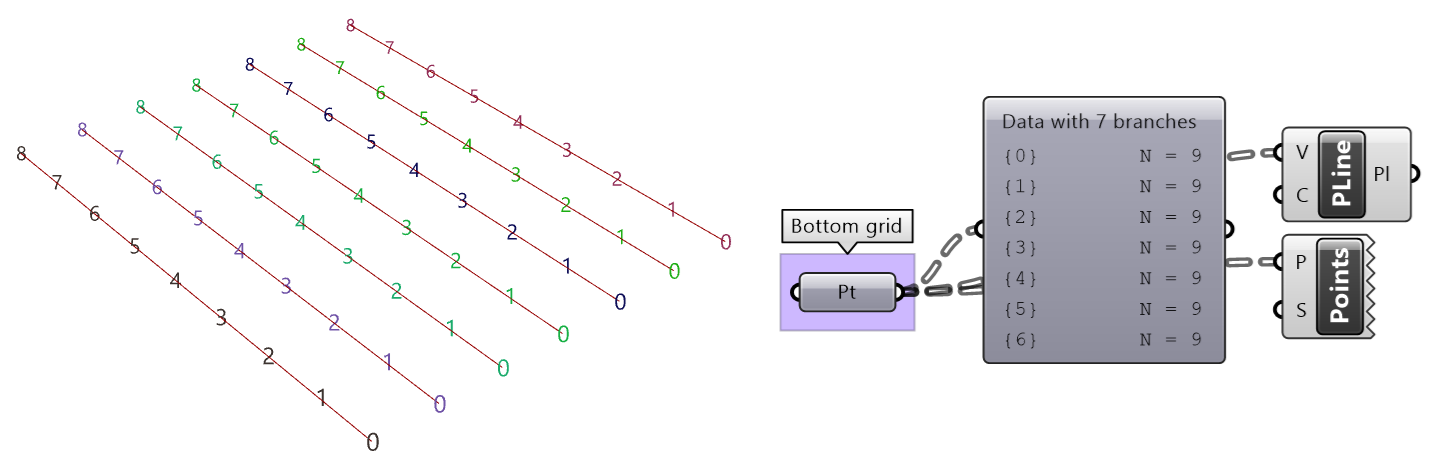 8 7 6 5 4 3 2 1 0
8 7 6 5 4 3 2 1 0
8 7 6 5 4 3 2 1 0
8 7 6 5 4 3 2 1 0
8 7 6 5 4 3 2 1 0
8 7 6 5 4 3 2 1 0
8 7 6 5 4 3 2 1 0
Bottom grid
Pt
Data with 7 branches
{0} N = 9
{1} N = 9
{2} N = 9
{3} N = 9
{4} N = 9
{5} N = 9
{6} N = 9
V
C
PLine
Pl
P
S
Points